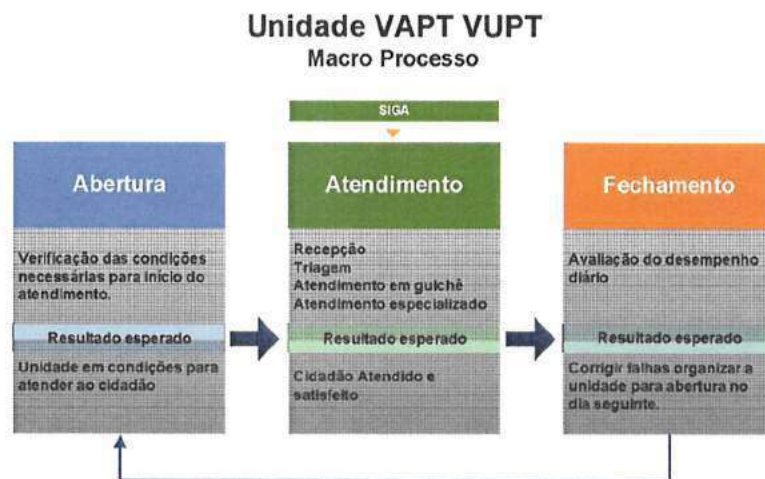 Unidade VAPT VUPT
Macro Processo
SIGA
Abertura
Verificação das condições
necessárias para início do
atendimento.
Resultado esperado
Unidade em condições para
atender ao cidadão
Atendimento
Recepção
Triagem
Atendimento em guichê
Atendimento especializado
Resultado esperado
Cidadão Atendido e
satisfeito
Fechamento
Avaliação do desempenho
diário
Resultado esperado
Corrigir falhas organizar a
unidade para abertura no
dia seguinte.